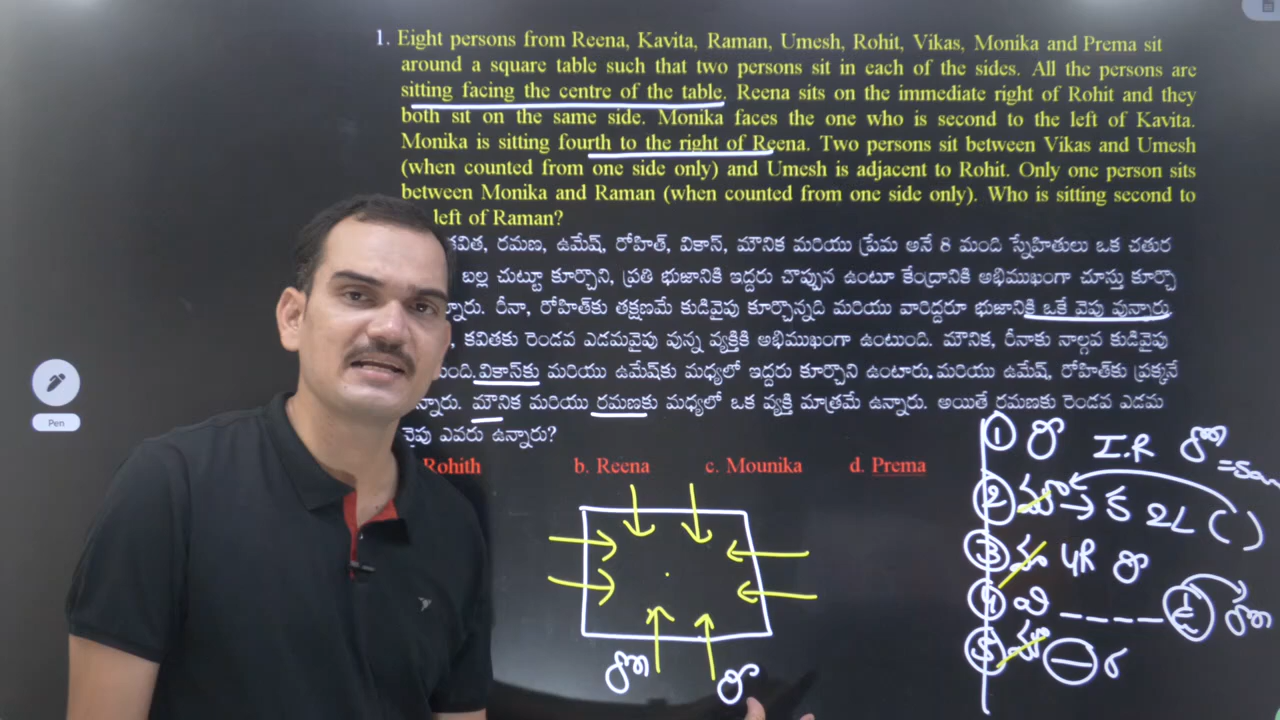 1. Eight persons from Reena, Kavita, Raman, Umesh, Rohit, Vikas, Monika and Prema sit
around a square table such that two persons sit in each of the sides. All the persons are
sitting facing the centre of the table. Reena sits on the immediate right of Rohit and they
both sit on the same side. Monika faces the one who is second to the left of Kavita.
Monika is sitting fourth to the right of Reena. Two persons sit between Vikas and Umesh
(when counted from one side only) and Umesh is adjacent to Rohit. Only one person sits
between Monika and Raman (when counted from one side only). Who is sitting second to
left of Raman?
కవిత, రమణ, ఉమేష్, రోహిత్, వికాస్, మౌనిక మరియు ప్రేమ అనే 8 మంది స్నేహితులు ఒక చతుర
బల్ల చుట్టూ కూర్చొని, ప్రతి భుజానికి ఇద్దరు చొప్పున ఉంటూ కేంద్రానికి అభిముఖంగా చూస్తు కూర్చొ
న్నారు. రీనా, రోహిత్‌కు తక్షణమే కుడివైపు కూర్చొన్నది మరియు వారిద్దరూ భుజానికి ఒకే వెపు వున్నారు
కవితకు రెండవ ఎడమవైపు వున్న వ్యక్తికి అభిముఖంగా ఉంటుంది. మౌనిక, రీనాకు నాల్గవ కుడివైపు
వికాస్‌కు మరియు ఉమేష్‌కు మధ్యలో ఇద్దరు కూర్చొని ఉంటారు. మరియు ఉమేష్, రోహిత్‌కు ప్రక్కనే
న్నారు. మౌనిక మరియు రమణకు మధ్యలో ఒక వ్యక్తి మాత్రమే ఉన్నారు. అయితే రమణకు రెండవ ఎడమ
వైపు ఎవరు ఉన్నారు?
Rohith b. Reena c. Mounika d. Prema
1 రీ I.R రో
2 మౌ → క 2L ( )
3 మౌ 4R రీ
4 వి
5 మౌ ర
రో రీ
Pen